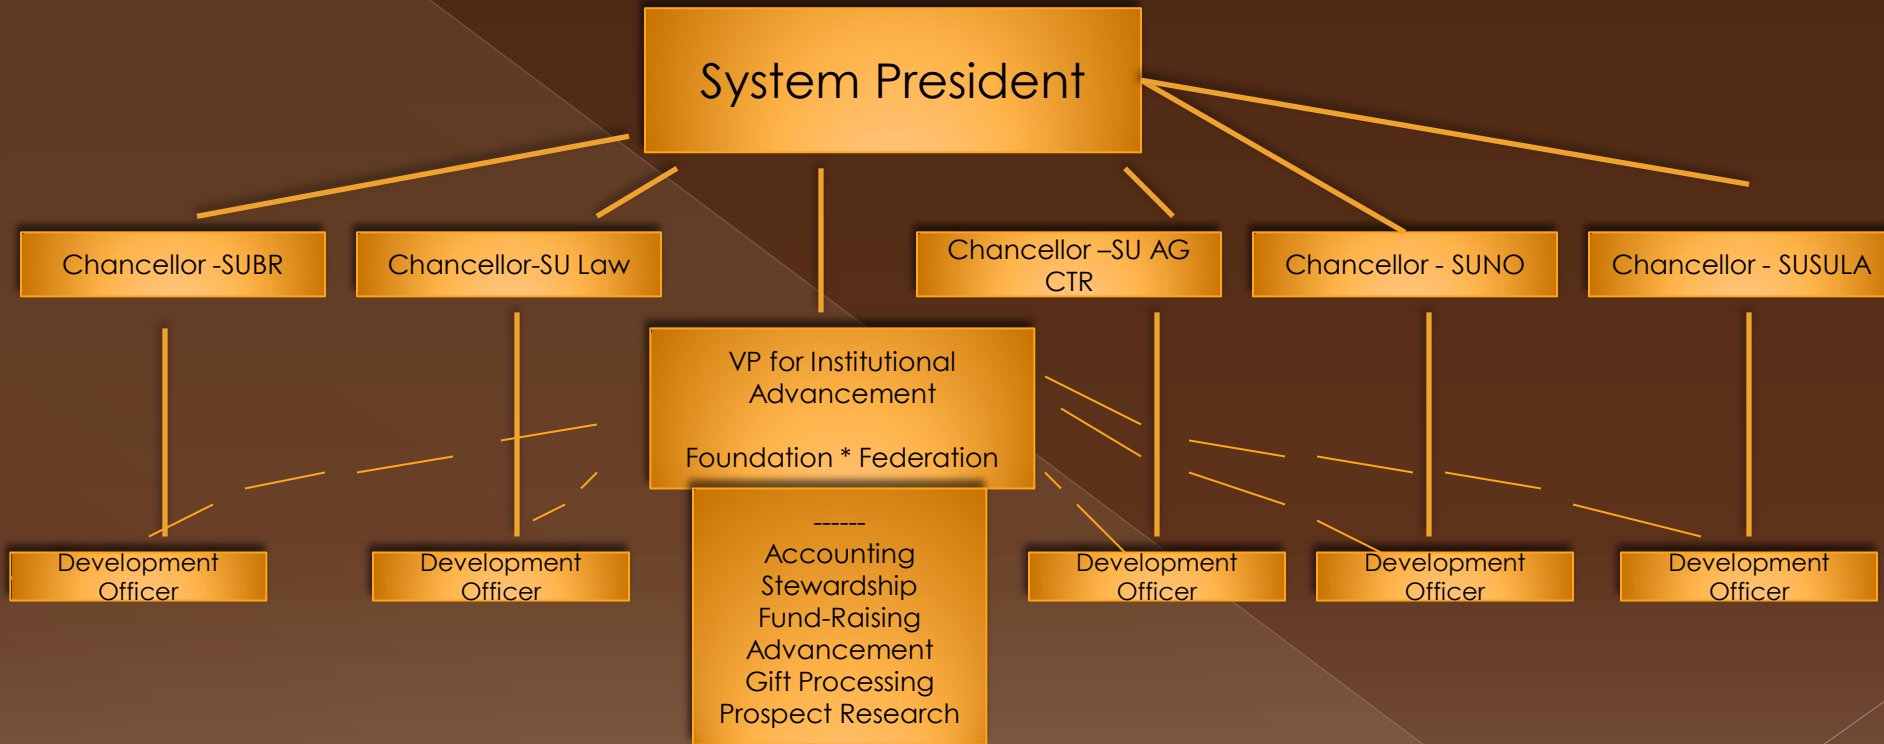 System President
Chancellor -SUBR
Chancellor-SU Law
Chancellor –SU AG
CTR
Chancellor - SUNO
Chancellor - SUSULA
VP for Institutional
Advancement
Foundation * Federation
------
Accounting
Stewardship
Fund-Raising
Advancement
Gift Processing
Prospect Research
Development
Officer
Development
Officer
Development
Officer
Development
Officer
Development
Officer